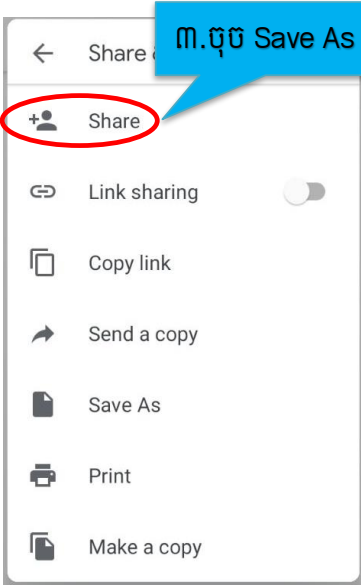 ៣.ចុច Save As
Share
Share
Link sharing
Copy link
Send a copy
Save As
Print
Make a copy